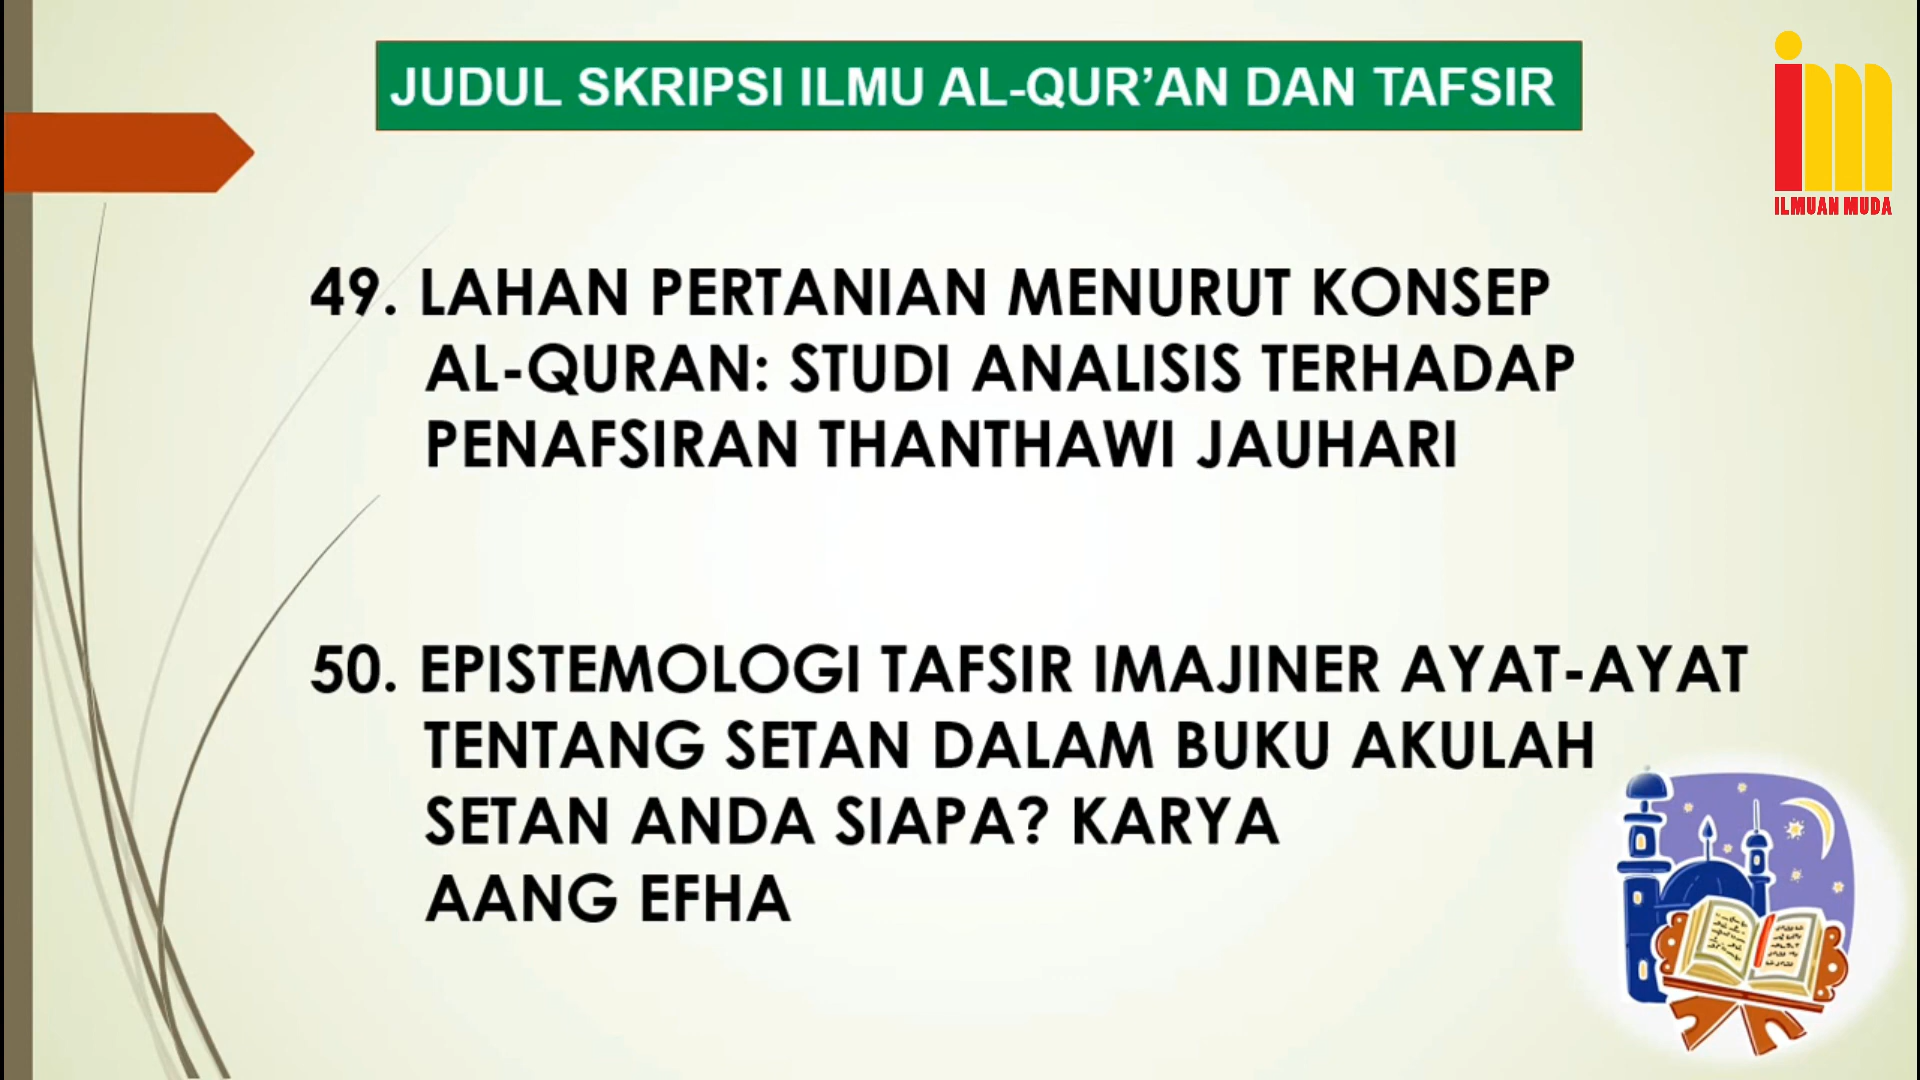 JUDUL SKRIPSI ILMU AL-QUR’AN DAN TAFSIR
ILMUAN MUDA
49. LAHAN PERTANIAN MENURUT KONSEP
AL-QURAN: STUDI ANALISIS TERHADAP
PENAFSIRAN THANTHAWI JAUHARI
50. EPISTEMOLOGI TAFSIR IMAJINER AYAT-AYAT
TENTANG SETAN DALAM BUKU AKULAH
SETAN ANDA SIAPA? KARYA
AANG EFHA